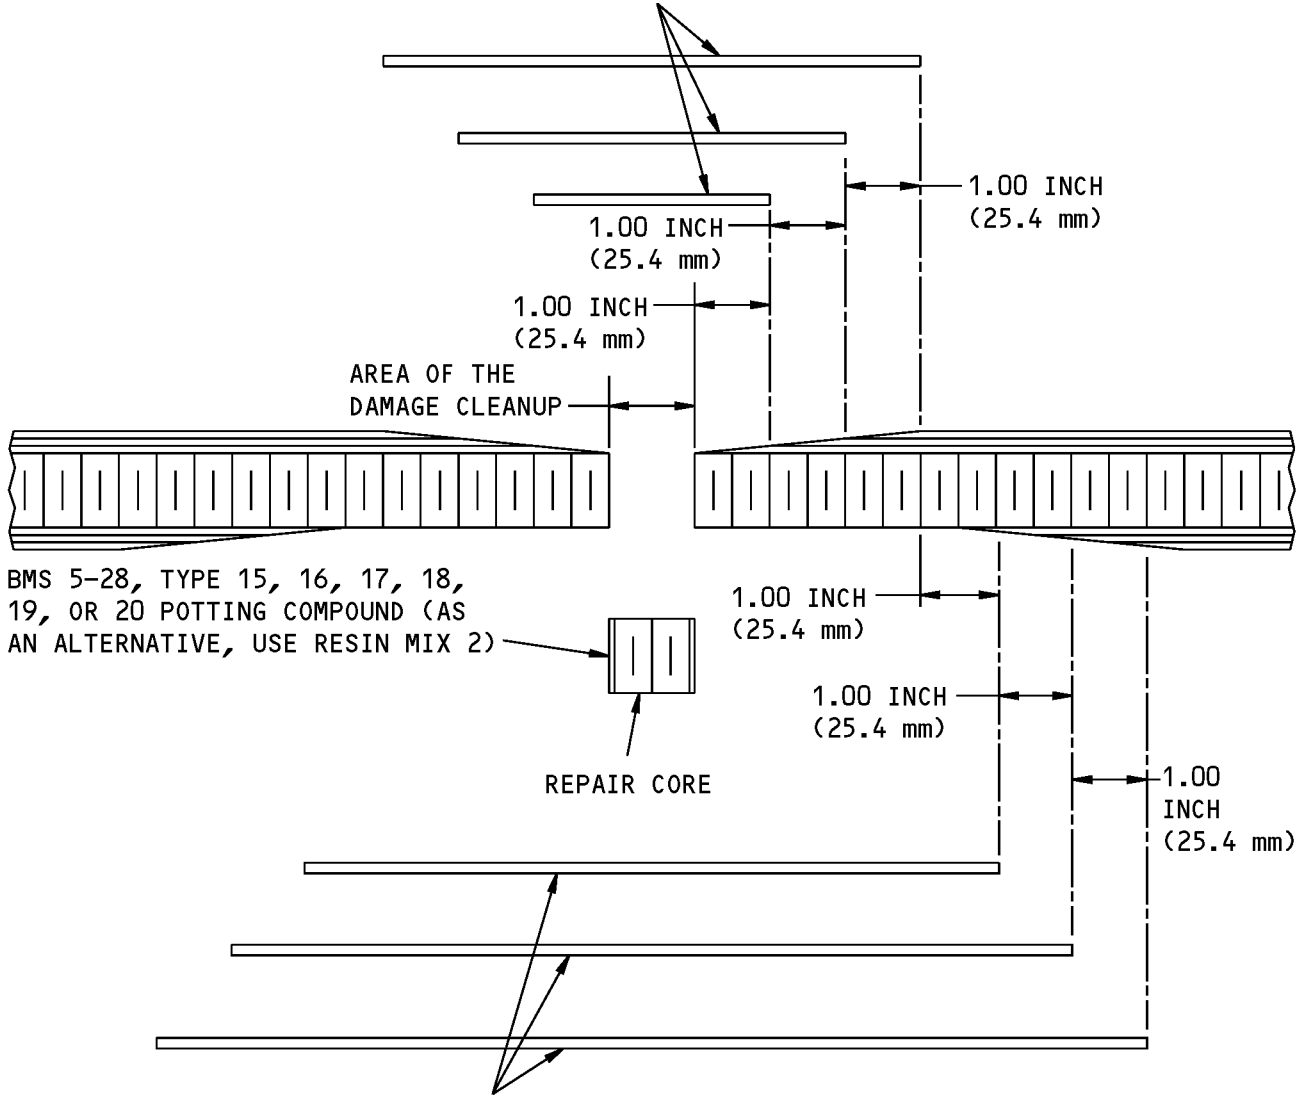 1.00 INCH
(25.4 mm)
1.00 INCH
(25.4 mm)
1.00 INCH
(25.4 mm)
AREA OF THE
DAMAGE CLEANUP
BMS 5-28, TYPE 15, 16, 17, 18,
19, OR 20 POTTING COMPOUND (AS
AN ALTERNATIVE, USE RESIN MIX 2)
1.00 INCH
(25.4 mm)
1.00 INCH
(25.4 mm)
REPAIR CORE
1.00
INCH
(25.4 mm)